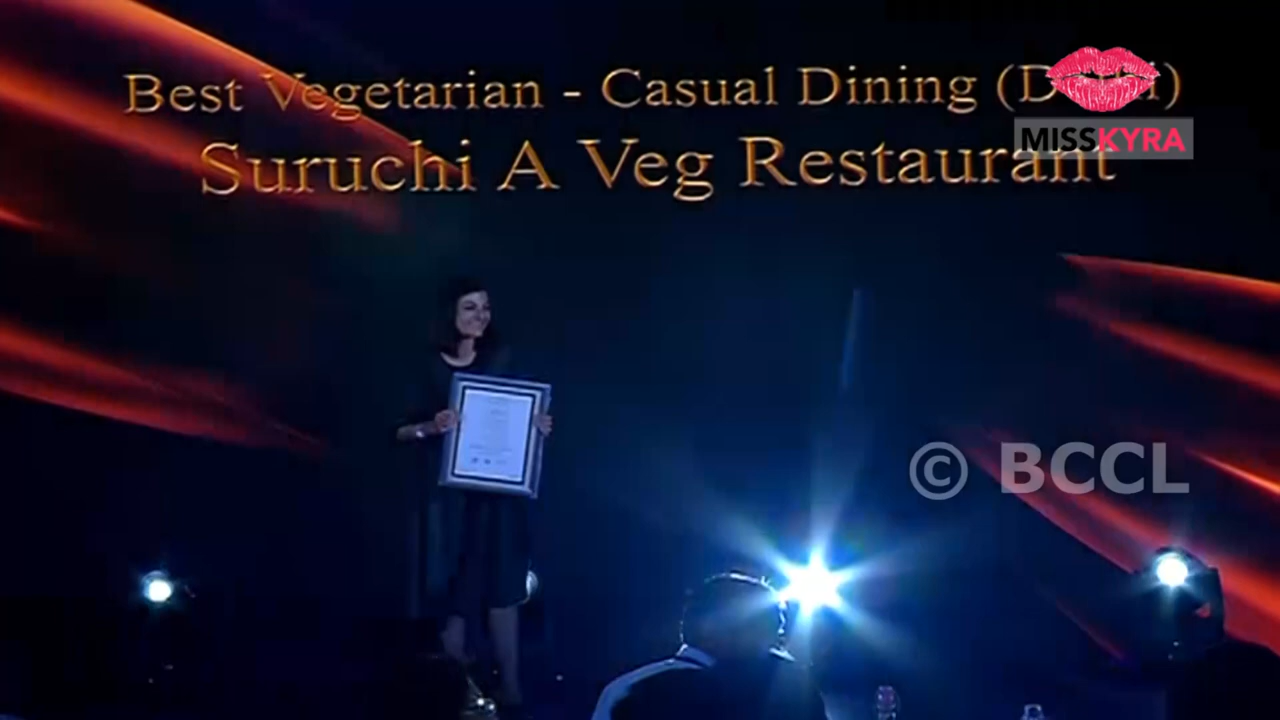 Best Vegetarian - Casual Dining (D
Suruchi A Veg Restaurant
MISSKYRA
© BCCL